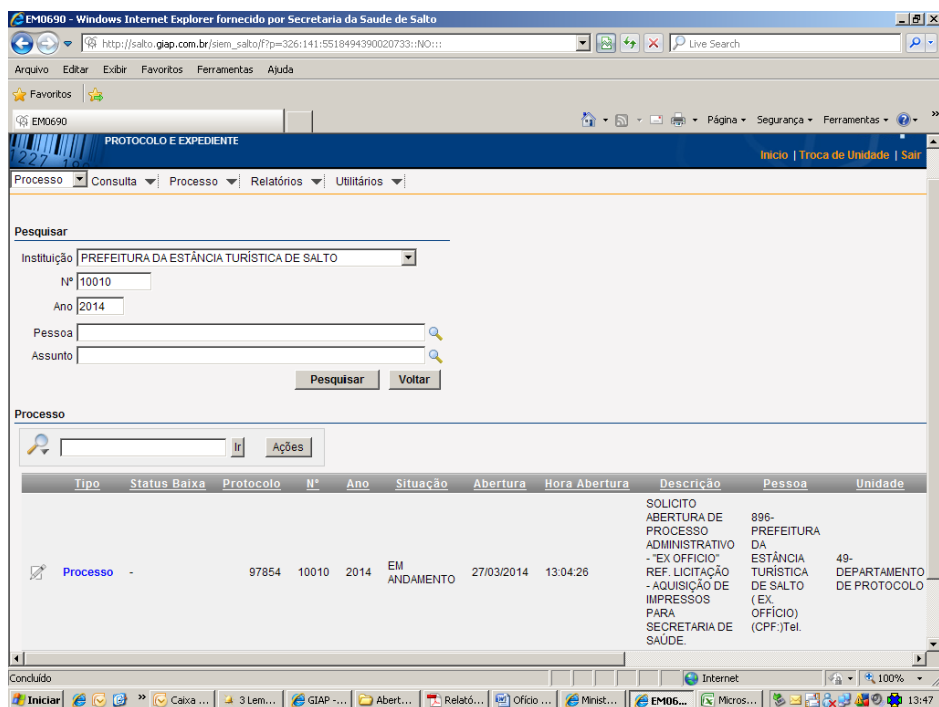 EM0690 - Windows Internet Explorer fornecido por Secretaria da Saude de Salto
http://salto.giap.com.br/siem_salto/f?p=326:141:5518494390020733::NO:::
Live Search
Arquivo Editar Exibir Favoritos Ferramentas Ajuda
Favoritos
EM0690
Página Segurança Ferramentas
PROTOCOLO E EXPEDIENTE
Inicio | Troca de Unidade | Sair
Processo Consulta Processo Relatórios Utilitários
Pesquisar
Instituição PREFEITURA DA ESTÂNCIA TURÍSTICA DE SALTO
Nº 10010
Ano 2014
Pessoa
Assunto
Pesquisar Voltar
Processo
Ir Ações
Tipo Status Baixa Protocolo Nº Ano Situação Abertura Hora Abertura Descrição Pessoa Unidade
Processo - 97854 10010 2014 EM ANDAMENTO 27/03/2014 13:04:26
SOLICITO
ABERTURA DE
PROCESSO
ADMINISTRATIVO
- "EX OFFICIO"
REF. LICITAÇÃO
- AQUISIÇÃO DE
IMPRESSOS
PARA
SECRETARIA DE
SAÚDE.
896-
PREFEITURA
DA
ESTÂNCIA
TURÍSTICA
DE SALTO
(EX.
OFFÍCIO)
(CPF:)Tel.
49-
DEPARTAMENTO
DE PROTOCOLO
Concluído Internet 100%
Iniciar Caixa ... 3 Lem... GIAP -... Abert... Relató... Ofício ... Minist... EM06... Micros... 13:47